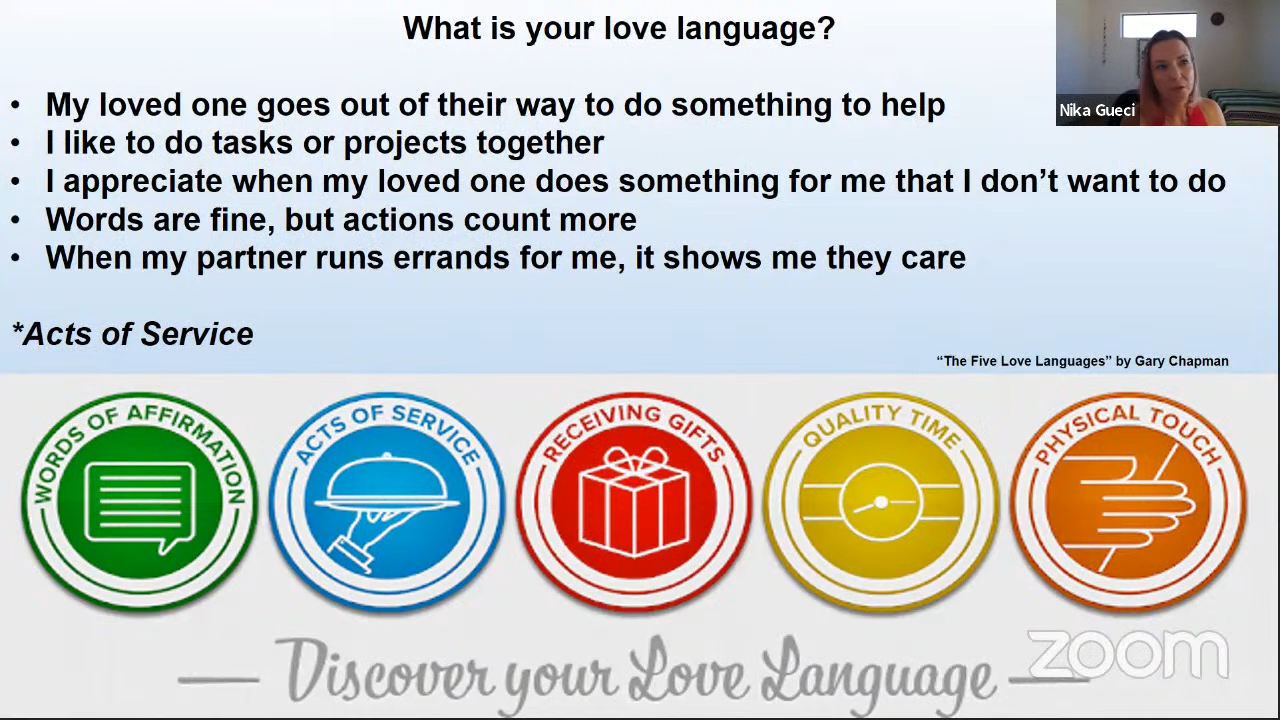 What is your love language?
Nika Gueci
• My loved one goes out of their way to do something to help
• I like to do tasks or projects together
• I appreciate when my loved one does something for me that I don’t want to do
• Words are fine, but actions count more
• When my partner runs errands for me, it shows me they care
*Acts of Service
“The Five Love Languages” by Gary Chapman
WORDS OF AFFIRMATION
ACTS OF SERVICE
RECEIVING GIFTS
QUALITY TIME
PHYSICAL TOUCH
Discover your Love Language
zoom